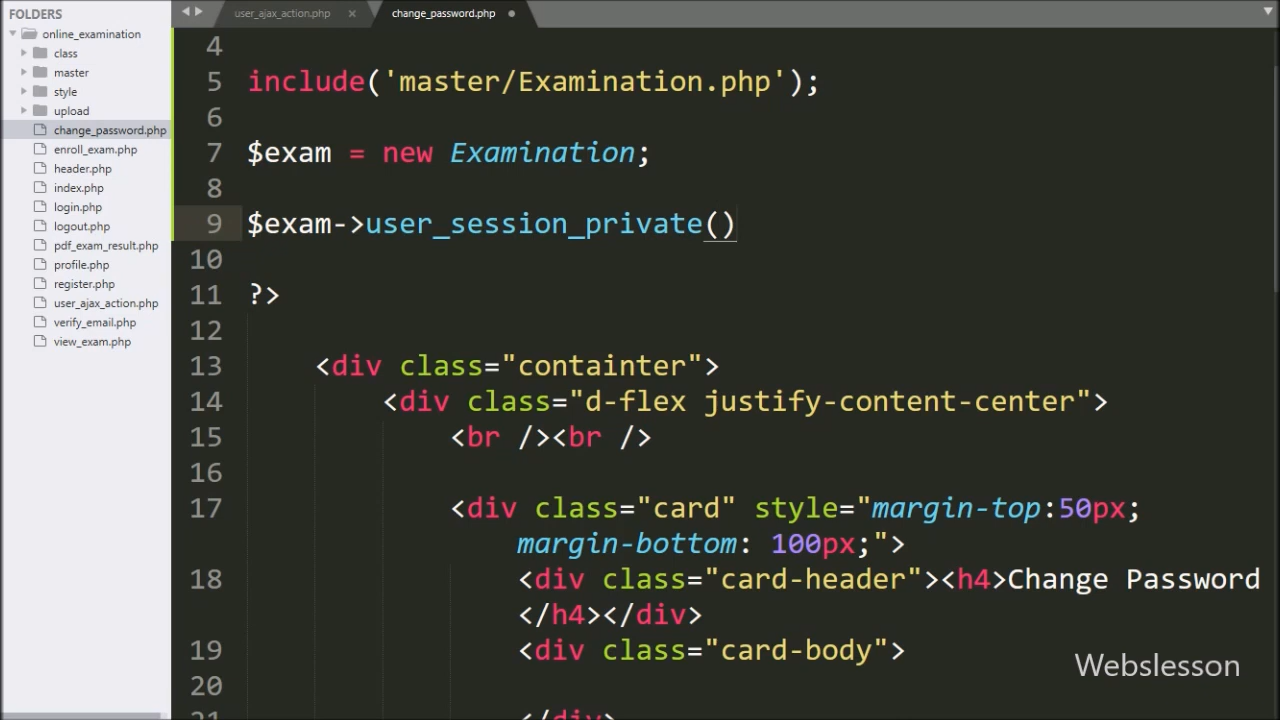 FOLDERS
online_examination
class
master
style
upload
change_password.php
enroll_exam.php
header.php
index.php
login.php
logout.php
pdf_exam_result.php
profile.php
register.php
user_ajax_action.php
verify_email.php
view_exam.php
user_ajax_action.php
change_password.php
4
5 include('master/Examination.php');
6
7 $exam = new Examination;
8
9 $exam->user_session_private()
10
11 ?>
12
13 <div class="containter">
14 <div class="d-flex justify-content-center">
15 <br /><br />
16
17 <div class="card" style="margin-top:50px;
margin-bottom: 100px;">
18 <div class="card-header"><h4>Change Password
</h4></div>
19 <div class="card-body">
20
21 </div>
Webslesson